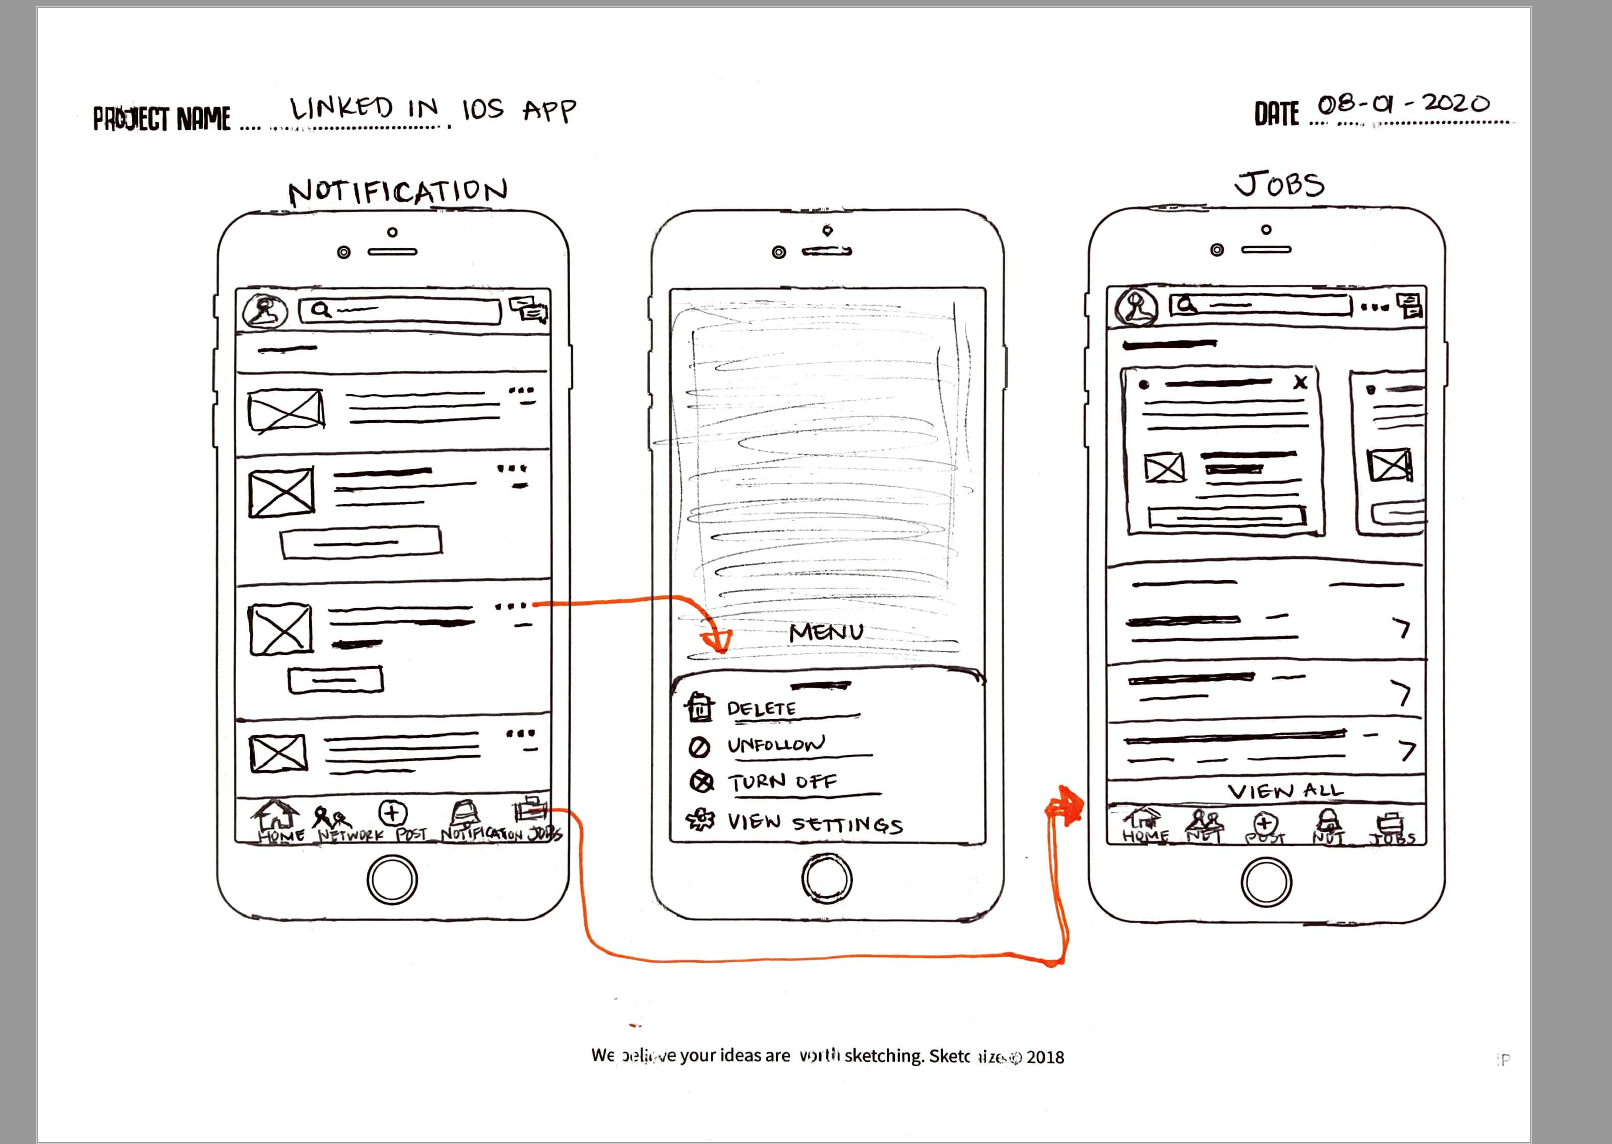 PROJECT NAME LINKED IN IOS APP
DATE 08-01-2020
NOTIFICATION
JOBS
MENU
DELETE
UNFOLLOW
TURN OFF
VIEW SETTINGS
VIEW ALL
HOME NETWORK POST NOTIFICATION JOBS
HOME NET POST NOT JOBS
We believe your ideas are worth sketching. Sketchizes © 2018